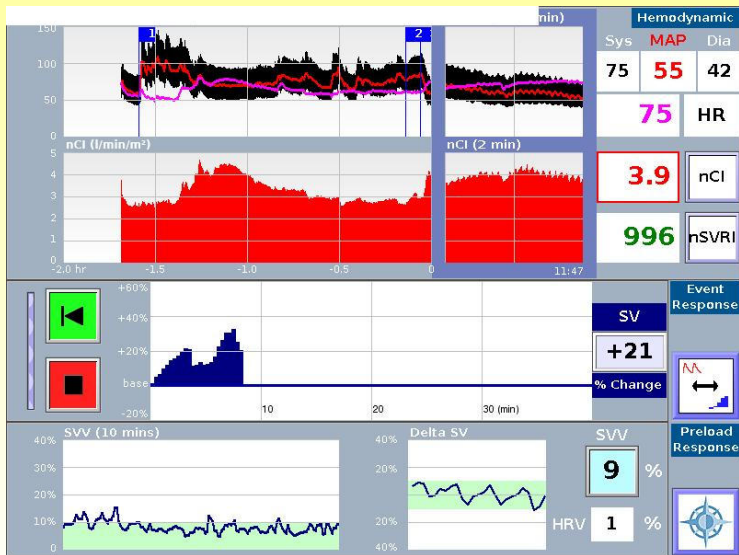 min)
Hemodynamic
Sys MAP Dia
150
1
2
100
50
0
75 55 42
75 HR
nCI (l/min/m²)
nCI (2 min)
5
4
3
2
1
0
3.9 nCI
996 nSVRI
-2.0 hr -1.5 -1.0 -0.5 0 11:47
+60%
+40%
+20%
base
-20%
10 20 30 (min)
SV
+21
% Change
Event
Response
SVV (10 mins)
40%
30%
20%
10%
0
Delta SV
40%
20%
20%
40%
SVV
9 %
HRV 1 %
Preload
Response